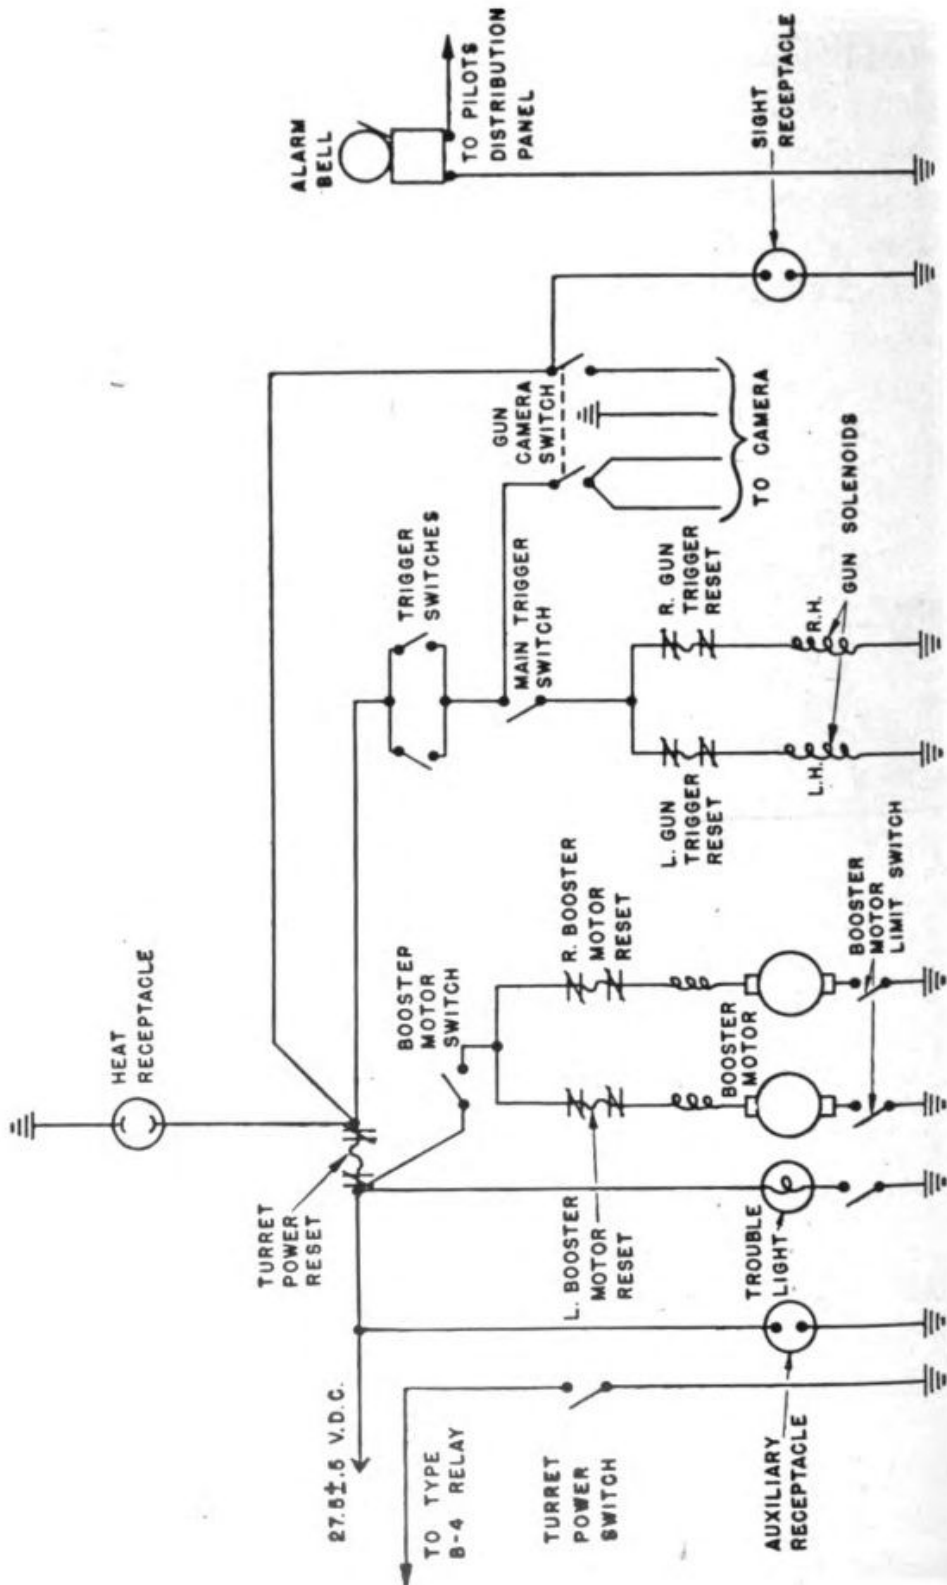 ALARM
BELL
TO PILOTS
DISTRIBUTION
PANEL
SIGHT
RECEPTACLE
GUN
CAMERA
SWITCH
TO CAMERA
TRIGGER
SWITCHES
MAIN TRIGGER
SWITCH
R. GUN
TRIGGER
RESET
L. GUN
TRIGGER
RESET
R.H.
L.H.
GUN SOLENOIDS
HEAT
RECEPTACLE
BOOSTER
MOTOR
SWITCH
R. BOOSTER
MOTOR
RESET
BOOSTER
MOTOR
BOOSTER
MOTOR
LIMIT SWITCH
TURRET
POWER
RESET
L. BOOSTER
MOTOR
RESET
TROUBLE
LIGHT
27.5±.5 V.D.C.
TO TYPE
B-4 RELAY
TURRET
POWER
SWITCH
AUXILIARY
RECEPTACLE